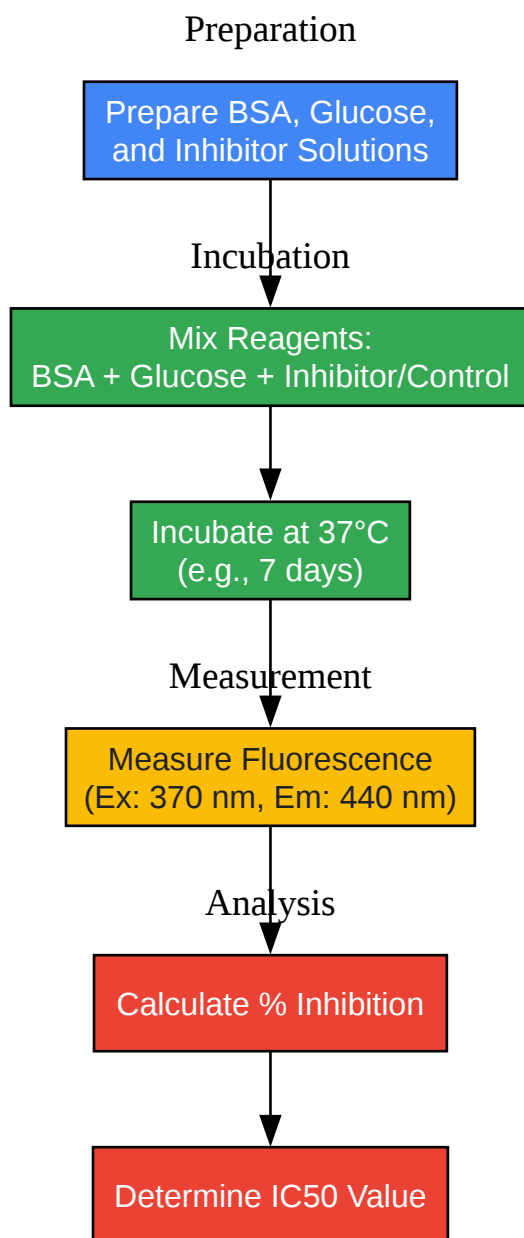 Preparation
Prepare BSA, Glucose,
and Inhibitor Solutions
Incubation
Mix Reagents:
BSA + Glucose + Inhibitor/Control
Incubate at 37°C
(e.g., 7 days)
Measurement
Measure Fluorescence
(Ex: 370 nm, Em: 440 nm)
Analysis
Calculate % Inhibition
Determine IC50 Value